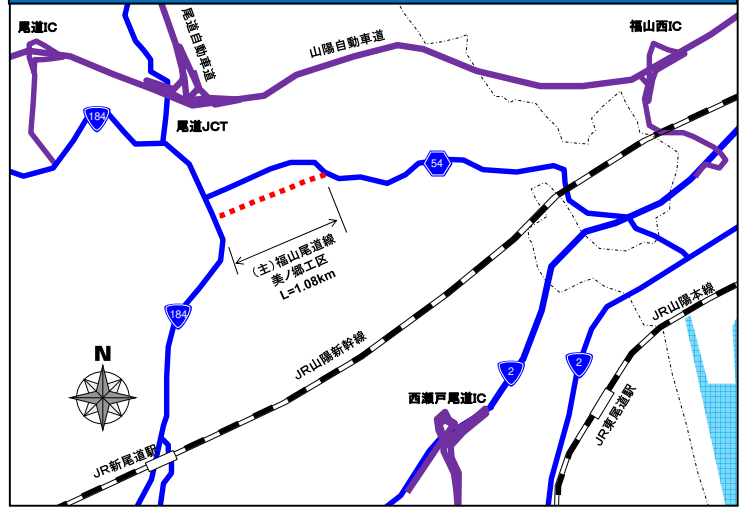 尾道IC
尾道自動車道
山陽自動車道
福山西IC
184
尾道JCT
54
(主)福山尾道線
美ノ郷工区
L=1.08km
184
N
JR山陽新幹線
JR山陽本線
2
2
西瀬戸尾道IC
JR東尾道駅
JR新尾道駅